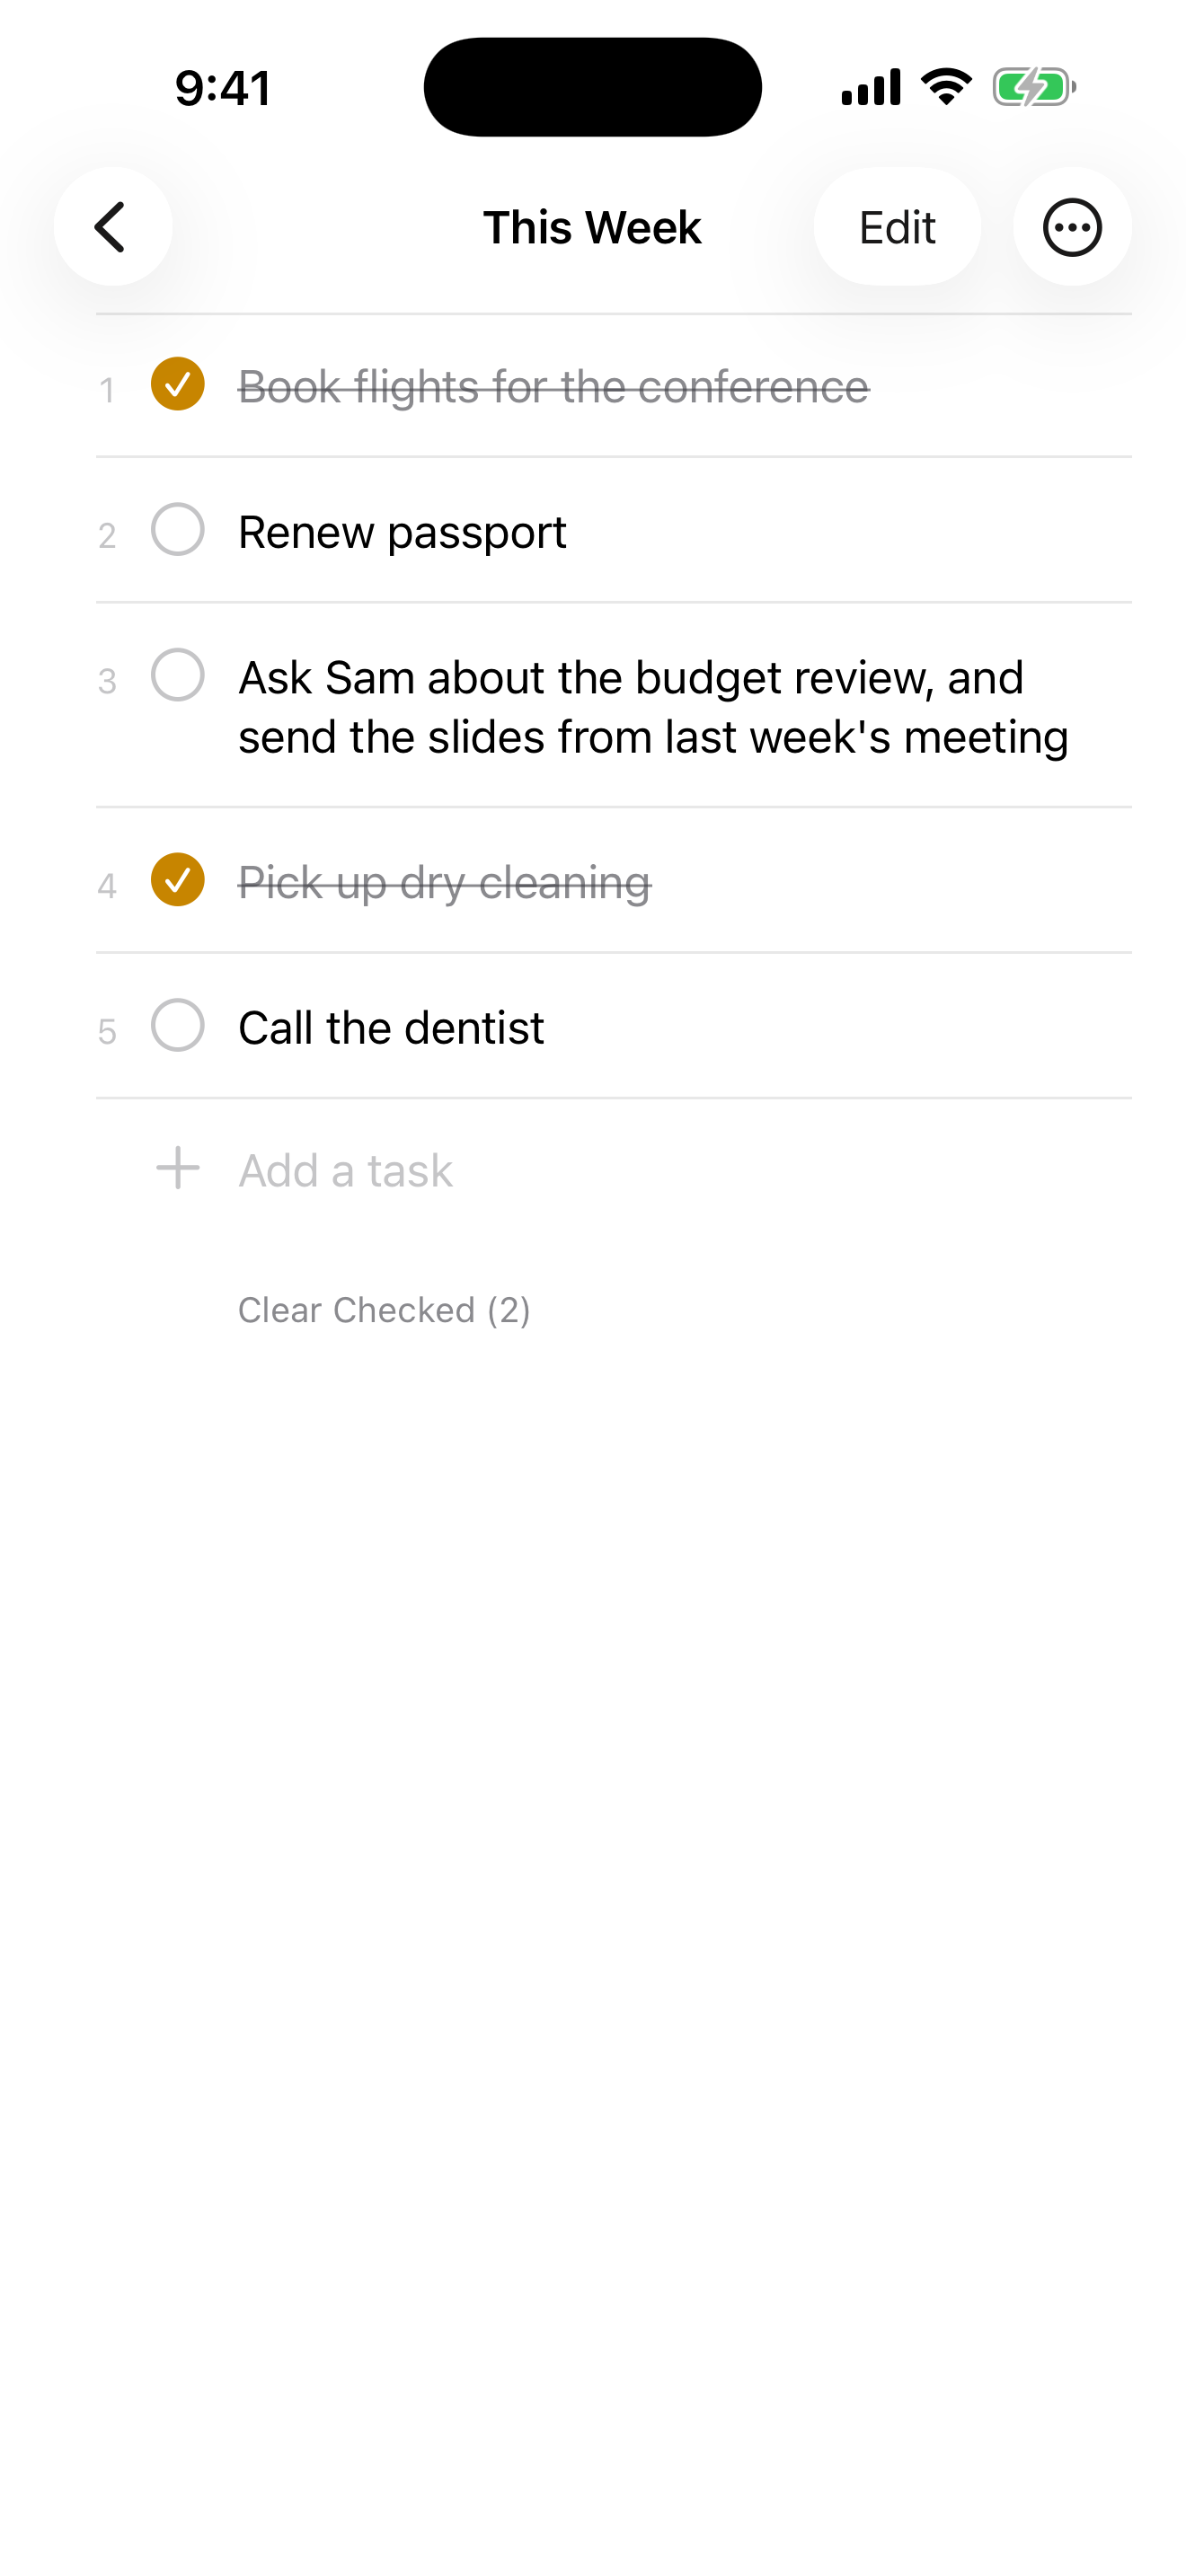 9:41
This Week
Edit
1 Book flights for the conference
2 Renew passport
3 Ask Sam about the budget review, and
send the slides from last week's meeting
4 Pick up dry cleaning
5 Call the dentist
Add a task
Clear Checked (2)